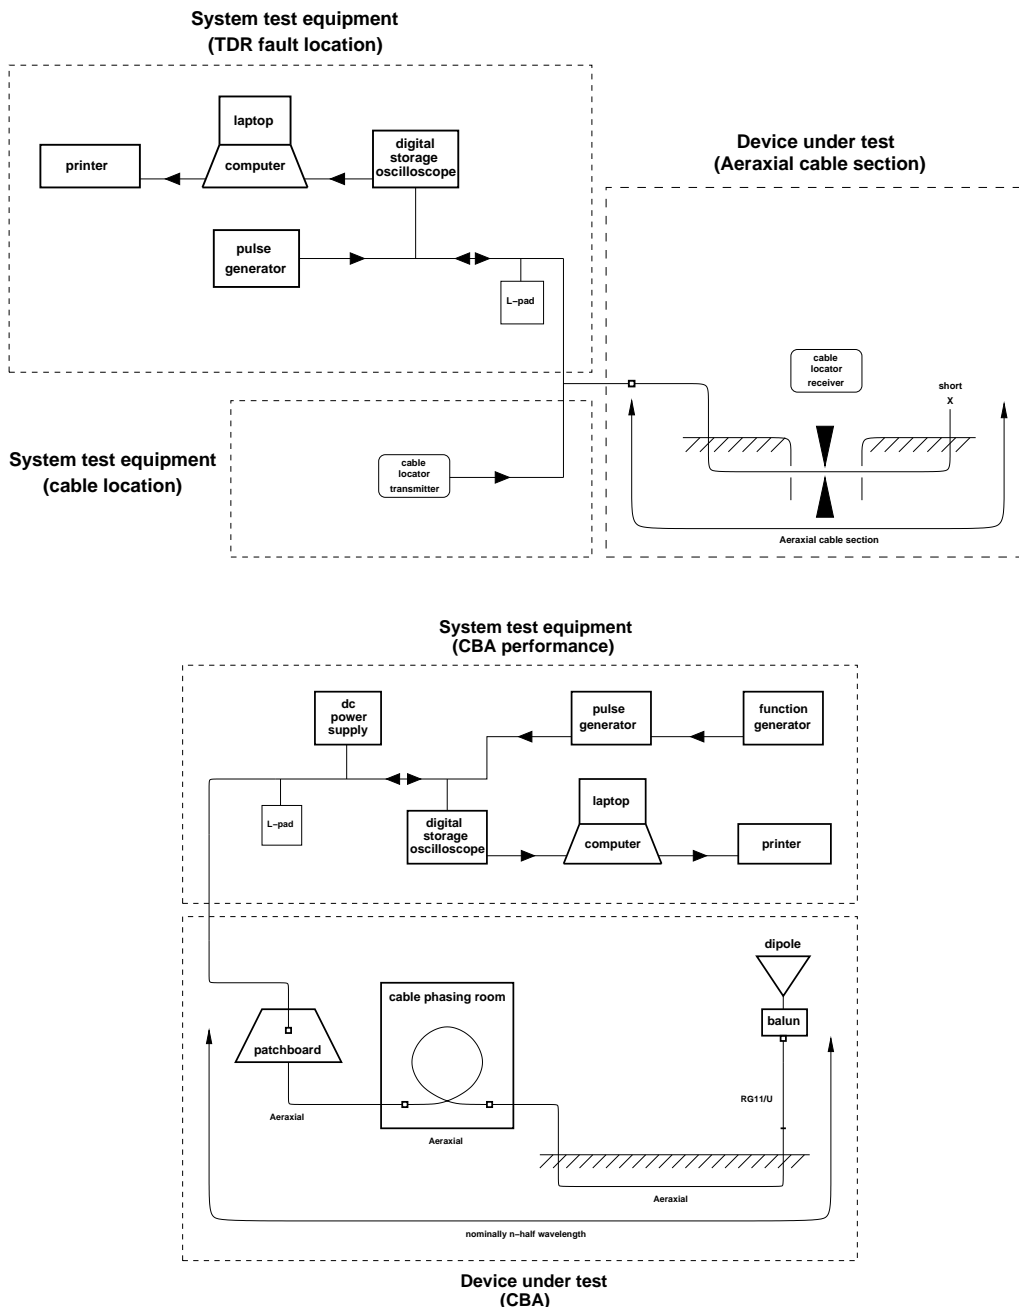 System test equipment
(TDR fault location)
laptop
computer
printer
digital
storage
oscilloscope
pulse
generator
L-pad
Device under test
(Aeraxial cable section)
cable
locator
receiver
short
x
Aeraxial cable section
System test equipment
(cable location)
cable
locator
transmitter
System test equipment
(CBA performance)
dc
power
supply
pulse
generator
function
generator
L-pad
digital
storage
oscilloscope
laptop
computer
printer
dipole
balun
cable phasing room
patchboard
Aeraxial
Aeraxial
RG11/U
Aeraxial
nominally n-half wavelength
Device under test
(CBA)